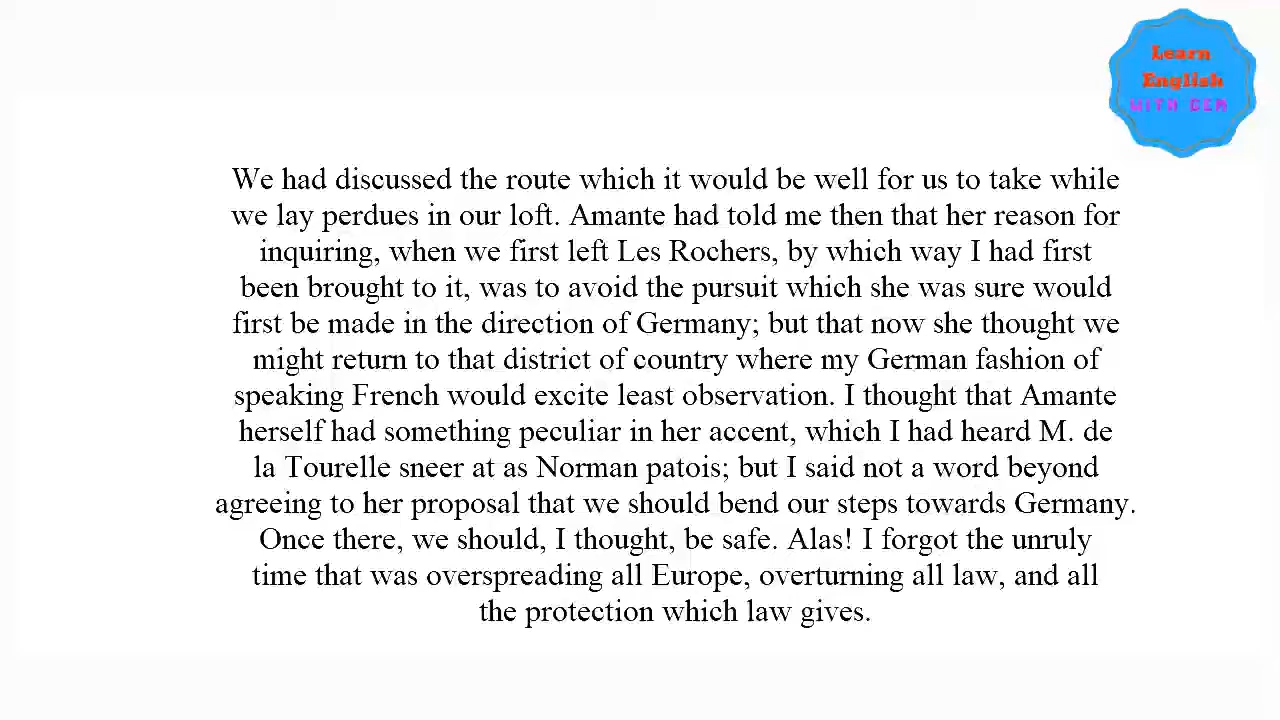 Learn
English
WITH BEN
We had discussed the route which it would be well for us to take while
we lay perdues in our loft. Amante had told me then that her reason for
inquiring, when we first left Les Rochers, by which way I had first
been brought to it, was to avoid the pursuit which she was sure would
first be made in the direction of Germany; but that now she thought we
might return to that district of country where my German fashion of
speaking French would excite least observation. I thought that Amante
herself had something peculiar in her accent, which I had heard M. de
la Tourelle sneer at as Norman patois; but I said not a word beyond
agreeing to her proposal that we should bend our steps towards Germany.
Once there, we should, I thought, be safe. Alas! I forgot the unruly
time that was overspreading all Europe, overturning all law, and all
the protection which law gives.